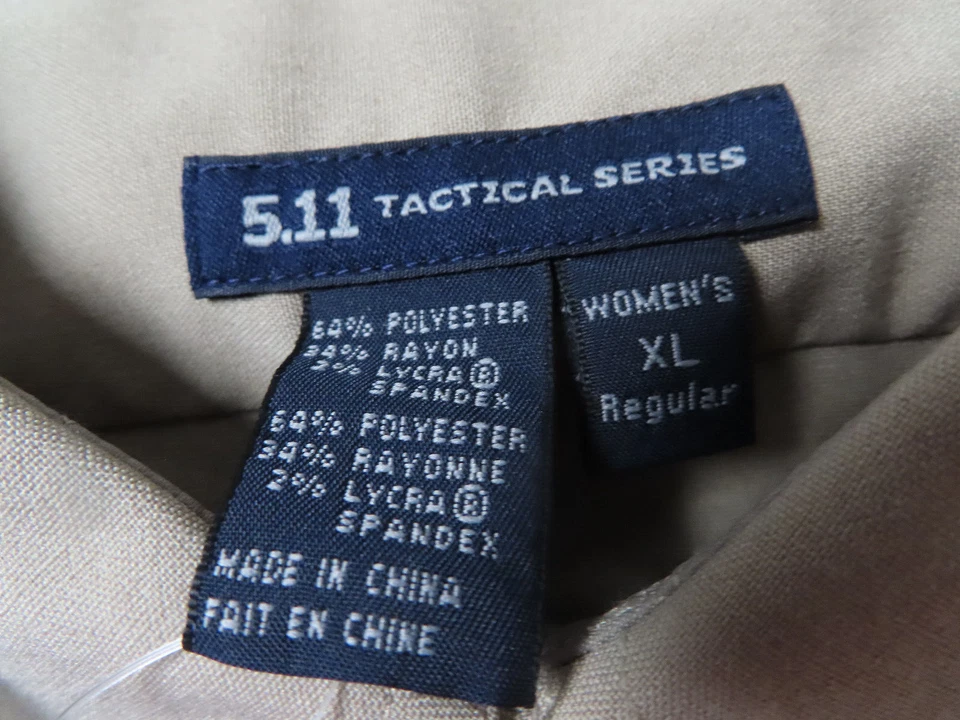 5.11 TACTICAL SERIES
64% POLYESTER
34% RAYON
2% LYCRA®
SPANDEX
64% POLYESTER
34% RAYONNE
2% LYCRA®
SPANDEX
MADE IN CHINA
FAIT EN CHINE
WOMEN'S
XL
Regular